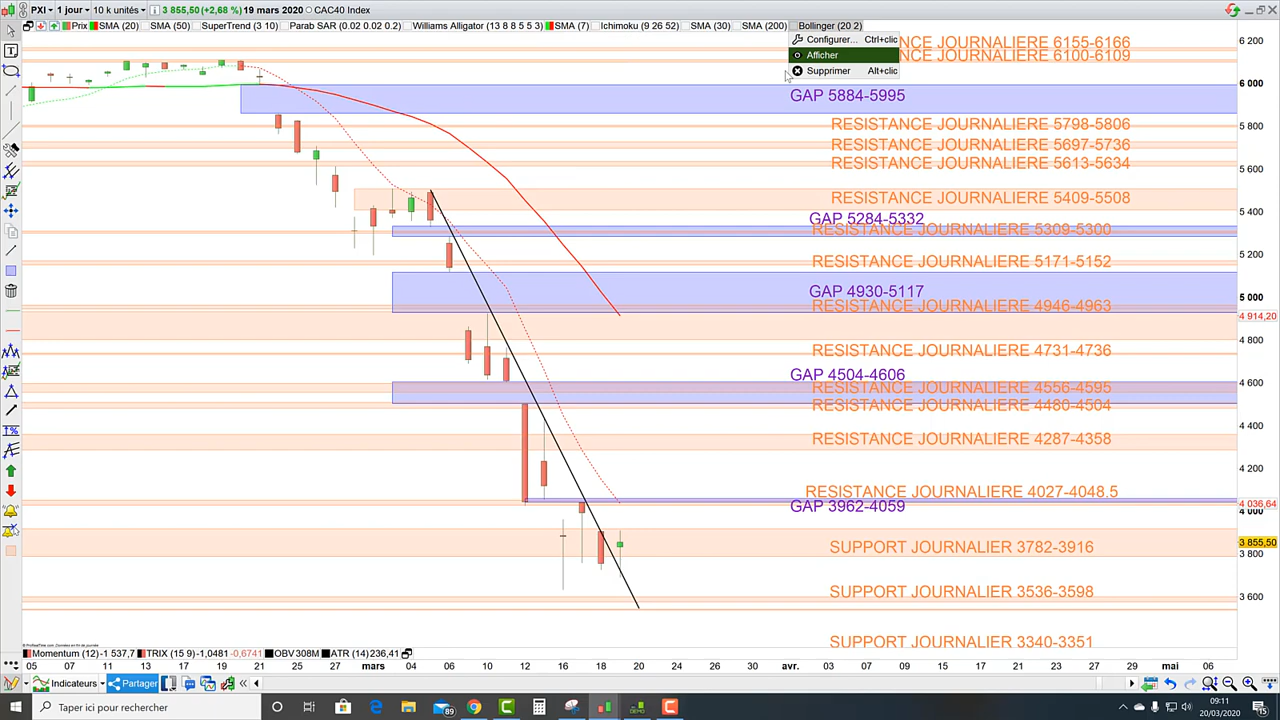 PXI 1 jour 10 k unités 3 855,50 (+2,68 %) 19 mars 2020 CAC40 Index
Prix SMA (20) SMA (50) SuperTrend (3 10) Parab SAR (0.02 0.02 0.2) Williams Alligator (13 8 8 5 5 3) SMA (7) Ichimoku (9 26 52) SMA (30) SMA (200) Bollinger (20 2)
Configurer... Ctrl+clic
Afficher
Supprimer Alt+clic
RESISTANCE JOURNALIERE 6155-6166
RESISTANCE JOURNALIERE 6100-6109
GAP 5884-5995
RESISTANCE JOURNALIERE 5798-5806
RESISTANCE JOURNALIERE 5697-5736
RESISTANCE JOURNALIERE 5613-5634
RESISTANCE JOURNALIERE 5409-5508
GAP 5284-5332
RESISTANCE JOURNALIERE 5309-5300
RESISTANCE JOURNALIERE 5171-5152
GAP 4930-5117
RESISTANCE JOURNALIERE 4946-4963
RESISTANCE JOURNALIERE 4731-4736
GAP 4504-4606
RESISTANCE JOURNALIERE 4556-4595
RESISTANCE JOURNALIERE 4480-4504
RESISTANCE JOURNALIERE 4287-4358
RESISTANCE JOURNALIERE 4027-4048.5
GAP 3962-4059
SUPPORT JOURNALIER 3782-3916
SUPPORT JOURNALIER 3536-3598
SUPPORT JOURNALIER 3340-3351
6 200
6 000
5 800
5 600
5 400
5 200
5 000
4 914,20
4 800
4 600
4 400
4 200
4 036,64
4 000
3 855,50
3 800
3 600
Momentum (12) -1 537,7 TRIX (15 9) -1,0481 -0,6741 OBV 308M ATR (14) 236,41
05 07 11 13 17 19 21 mars 04 06 10 12 16 18 20 24 26 30 avr. 03 07 09 15 17 21 23 27 29 mai 06
Indicateurs Partager
Taper ici pour rechercher
89
09:11
20/03/2020
15